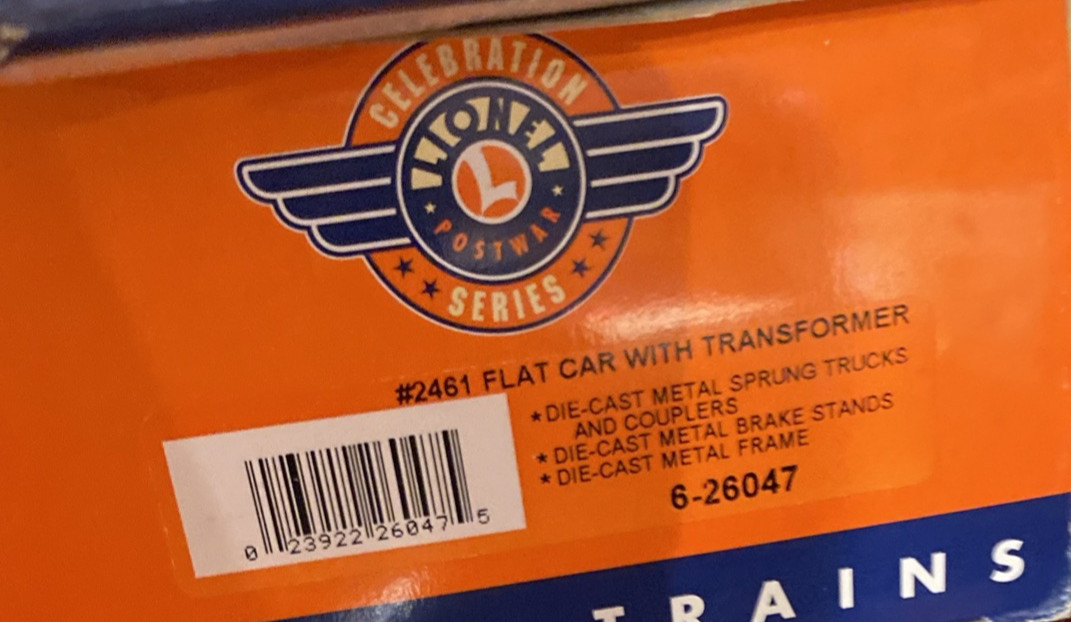 CELEBRATION
LIONEL
L
POSTWAR
SERIES
#2461 FLAT CAR WITH TRANSFORMER
★DIE-CAST METAL SPRUNG TRUCKS
AND COUPLERS
★ DIE-CAST METAL BRAKE STANDS
★ DIE-CAST METAL FRAME
6-26047
0 23922 26047 5
TRAINS